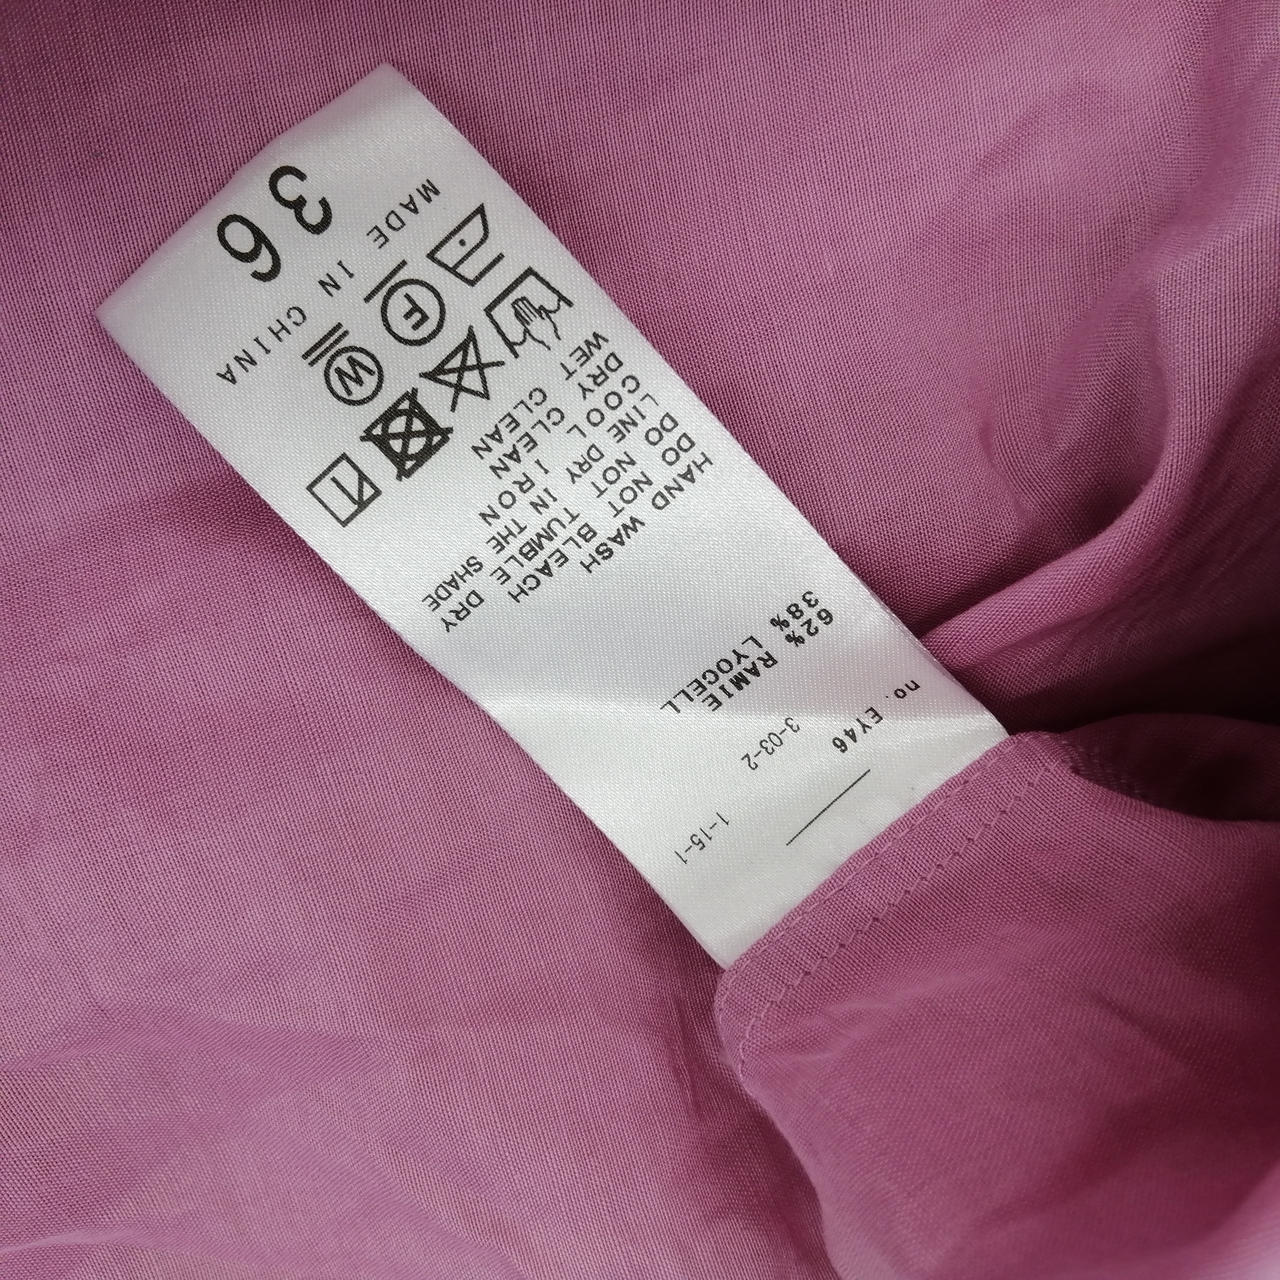 no. EY46
3-03-2
1-15-1
62% RAMIE
38% LYOCELL
HAND WASH
DO NOT BLEACH
DO NOT TUMBLE DRY
LINE DRY IN THE SHADE
COOL IRON
DRY CLEAN
WET CLEAN
F
W
MADE IN CHINA
36